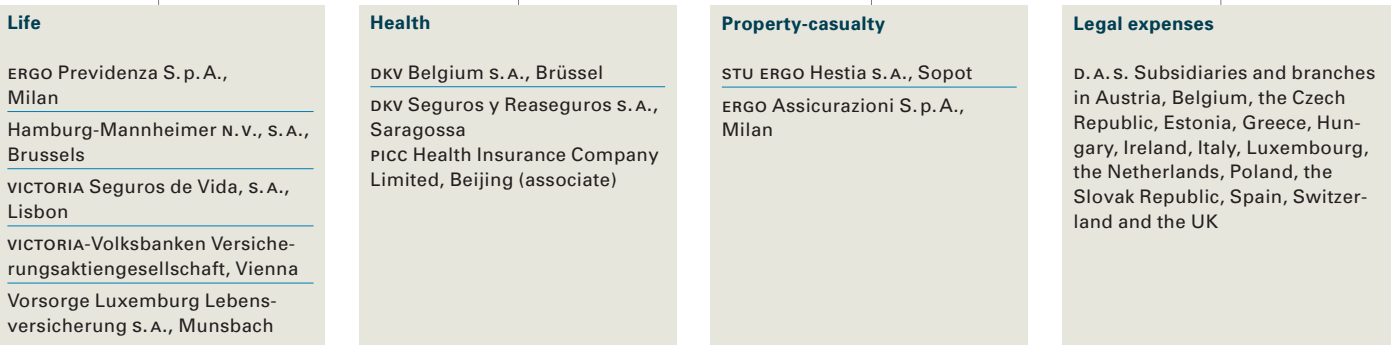 Life
ERGO Previdenza S.p.A.,
Milan
Hamburg-Mannheimer N.V., S.A.,
Brussels
VICTORIA Seguros de Vida, S.A.,
Lisbon
VICTORIA-Volksbanken Versiche-
rungsaktiengesellschaft, Vienna
Vorsorge Luxemburg Lebens-
versicherung S.A., Munsbach
Health
DKV Belgium S.A., Brüssel
DKV Seguros y Reaseguros S.A.,
Saragossa
PICC Health Insurance Company
Limited, Beijing (associate)
Property-casualty
STU ERGO Hestia S.A., Sopot
ERGO Assicurazioni S.p.A.,
Milan
Legal expenses
D.A.S. Subsidiaries and branches
in Austria, Belgium, the Czech
Republic, Estonia, Greece, Hun-
gary, Ireland, Italy, Luxembourg,
the Netherlands, Poland, the
Slovak Republic, Spain, Switzer-
land and the UK